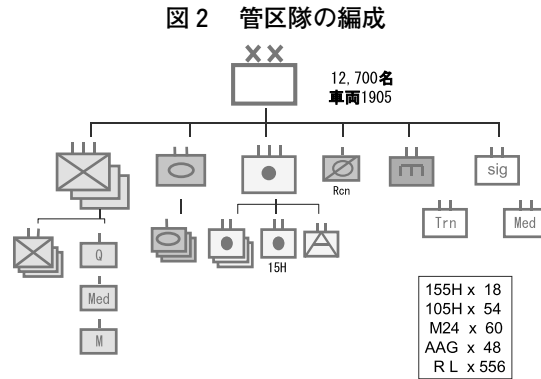 図2 管区隊の編成
12,700名
車両1905
sig
Rcn
Trn
Med
Q
15H
Med
M
155H x 18
105H x 54
M24 x 60
AAG x 48
R L x 556